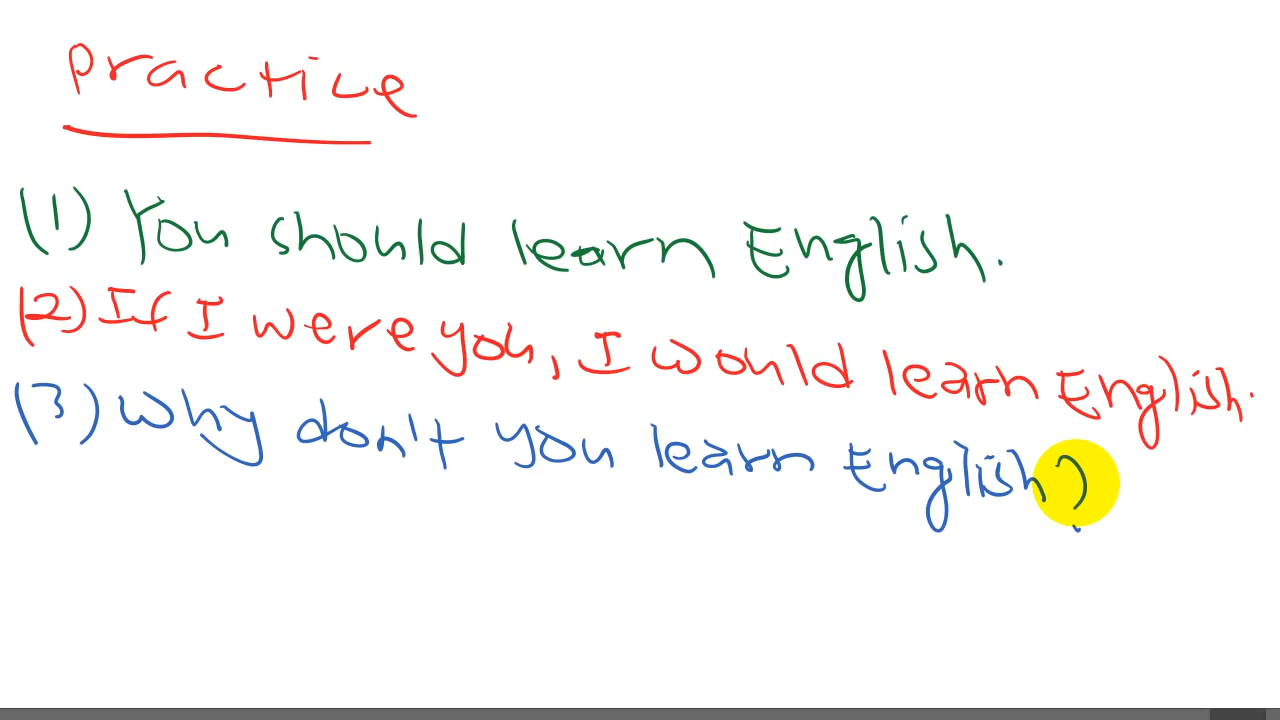 Practice
(1) You should learn English.
(2) If I were you, I would learn English.
(3) Why don't you learn English?